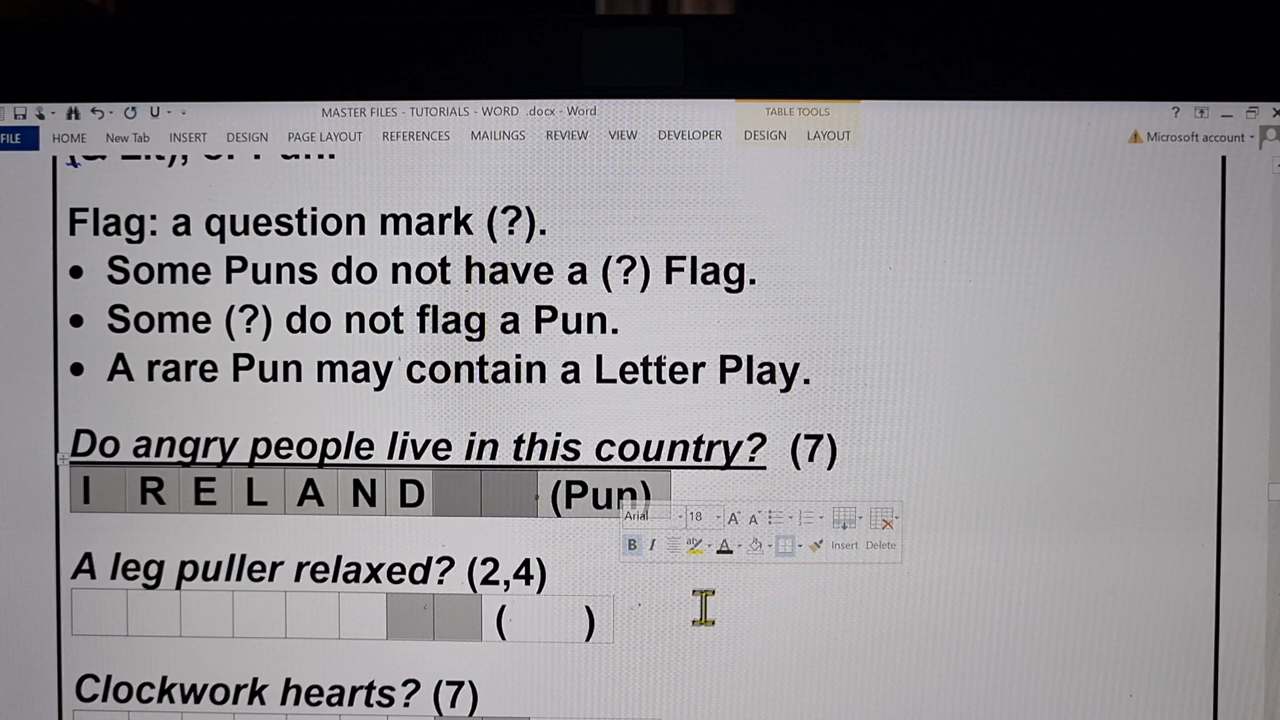 MASTER FILES - TUTORIALS - WORD .docx - Word
TABLE TOOLS
?
FILE HOME New Tab INSERT DESIGN PAGE LAYOUT REFERENCES MAILINGS REVIEW VIEW DEVELOPER DESIGN LAYOUT Microsoft account
Flag: a question mark (?).
• Some Puns do not have a (?) Flag.
• Some (?) do not flag a Pun.
• A rare Pun may contain a Letter Play.
Do angry people live in this country? (7)
I R E L A N D (Pun)
Arial 18 A A
B I ab A Insert Delete
A leg puller relaxed? (2,4)
( )
Clockwork hearts? (7)